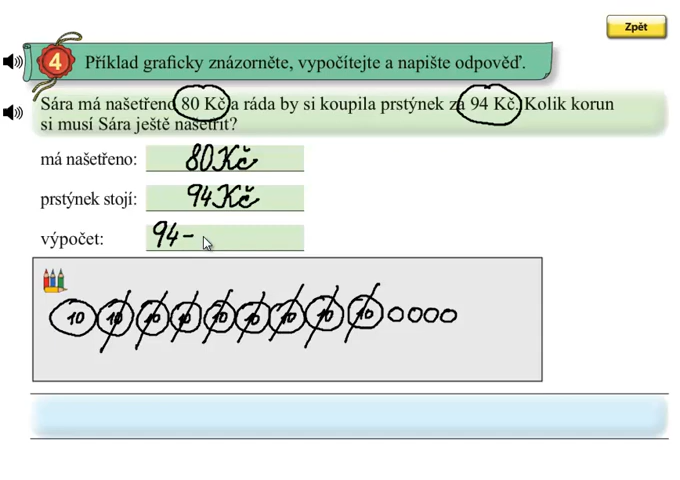 Zpět
4 Příklad graficky znázorněte, vypočítejte a napište odpověď.
Sára má našetřeno 80 Kč a ráda by si koupila prstýnek za 94 Kč. Kolik korun
si musí Sára ještě našetřit?
má našetřeno: 80 Kč
prstýnek stojí: 94 Kč
výpočet: 94 -
10 10 10 10 10 10 10 10 10